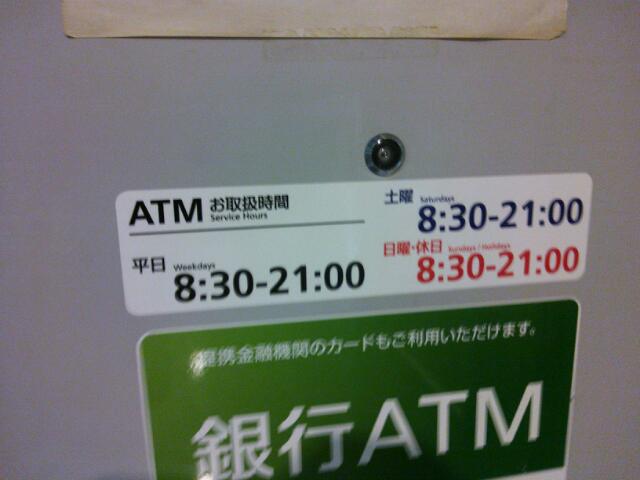 ATM お取扱時間
Service Hours
平日 Weekdays
8:30-21:00
土曜 Saturdays
8:30-21:00
日曜・休日 Sundays / Holidays
8:30-21:00
提携金融機関のカードもご利用いただけます。
銀行ATM